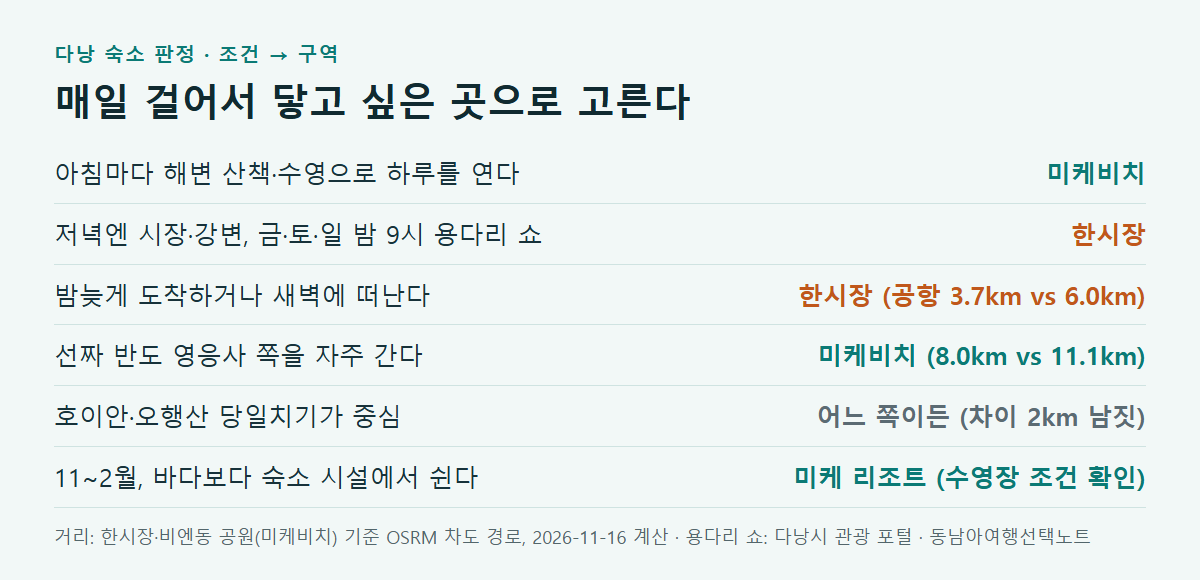 다낭 숙소 판정 · 조건 → 구역
매일 걸어서 닿고 싶은 곳으로 고른다
아침마다 해변 산책·수영으로 하루를 연다 미케비치
저녁엔 시장·강변, 금·토·일 밤 9시 용다리 쇼 한시장
밤늦게 도착하거나 새벽에 떠난다 한시장 (공항 3.7km vs 6.0km)
선짜 반도 영응사 쪽을 자주 간다 미케비치 (8.0km vs 11.1km)
호이안·오행산 당일치기가 중심 어느 쪽이든 (차이 2km 남짓)
11~2월, 바다보다 숙소 시설에서 쉰다 미케 리조트 (수영장 조건 확인)
거리: 한시장·비엔동 공원(미케비치) 기준 OSRM 차도 경로, 2026-11-16 계산 · 용다리 쇼: 다낭시 관광 포털 · 동남아여행선택노트